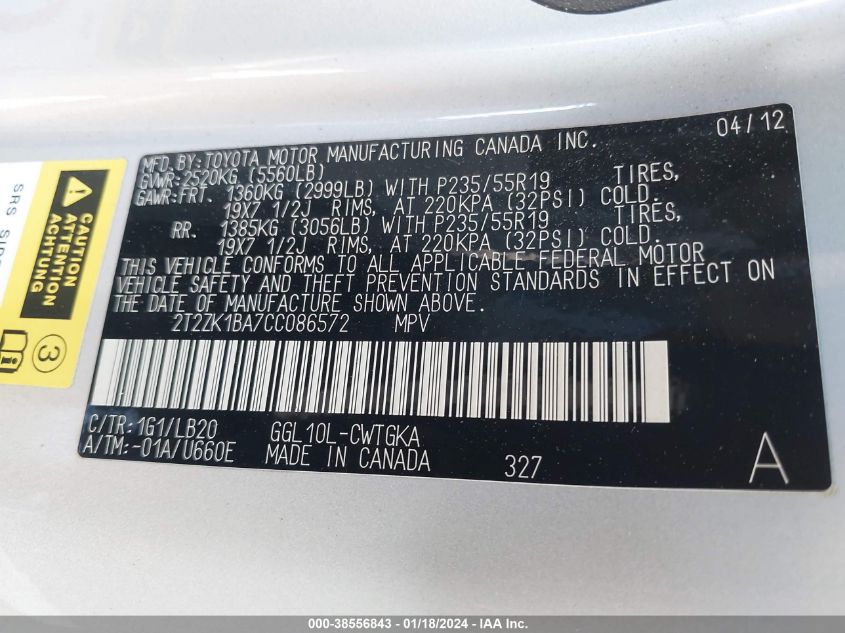 04/12
MFD.BY:TOYOTA MOTOR MANUFACTURING CANADA INC.
GVWR:2520KG (5560LB)
GAWR:FRT. 1360KG (2999LB) WITH P235/55R19 TIRES,
19X7 1/2J RIMS, AT 220KPA (32PSI) COLD.
RR. 1385KG (3056LB) WITH P235/55R19 TIRES,
19X7 1/2J RIMS, AT 220KPA (32PSI) COLD.
THIS VEHICLE CONFORMS TO ALL APPLICABLE FEDERAL MOTOR
VEHICLE SAFETY AND THEFT PREVENTION STANDARDS IN EFFECT ON
THE DATE OF MANUFACTURE SHOWN ABOVE.
2T2ZK1BA7CC086572 MPV
C/TR:1G1/LB20 GGL10L-CWTGKA
A/TM:-01A/U660E MADE IN CANADA 327 A
CAUTION
ATTENTION
ACHTUNG
SRS
3
000-38556843 - 01/18/2024 - IAA Inc.